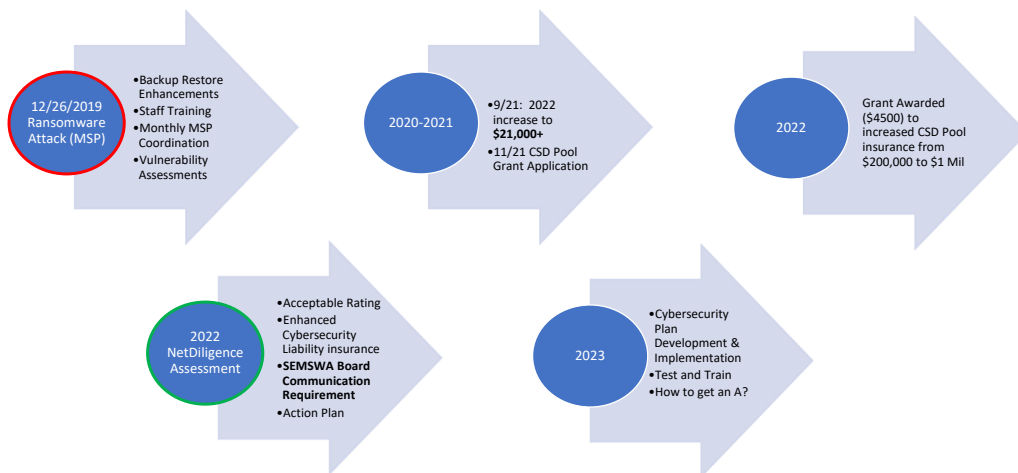 12/26/2019
Ransomware
Attack (MSP)
•Backup Restore
Enhancements
•Staff Training
•Monthly MSP
Coordination
•Vulnerability
Assessments
2020-2021
•9/21: 2022
increase to
$21,000+
•11/21 CSD Pool
Grant Application
2022
Grant Awarded
($4500) to
increased CSD Pool
insurance from
$200,000 to $1 Mil
2022
NetDiligence
Assessment
•Acceptable Rating
•Enhanced
Cybersecurity
Liability insurance
•SEMSWA Board
Communication
Requirement
•Action Plan
2023
•Cybersecurity
Plan
Development &
Implementation
•Test and Train
•How to get an A?